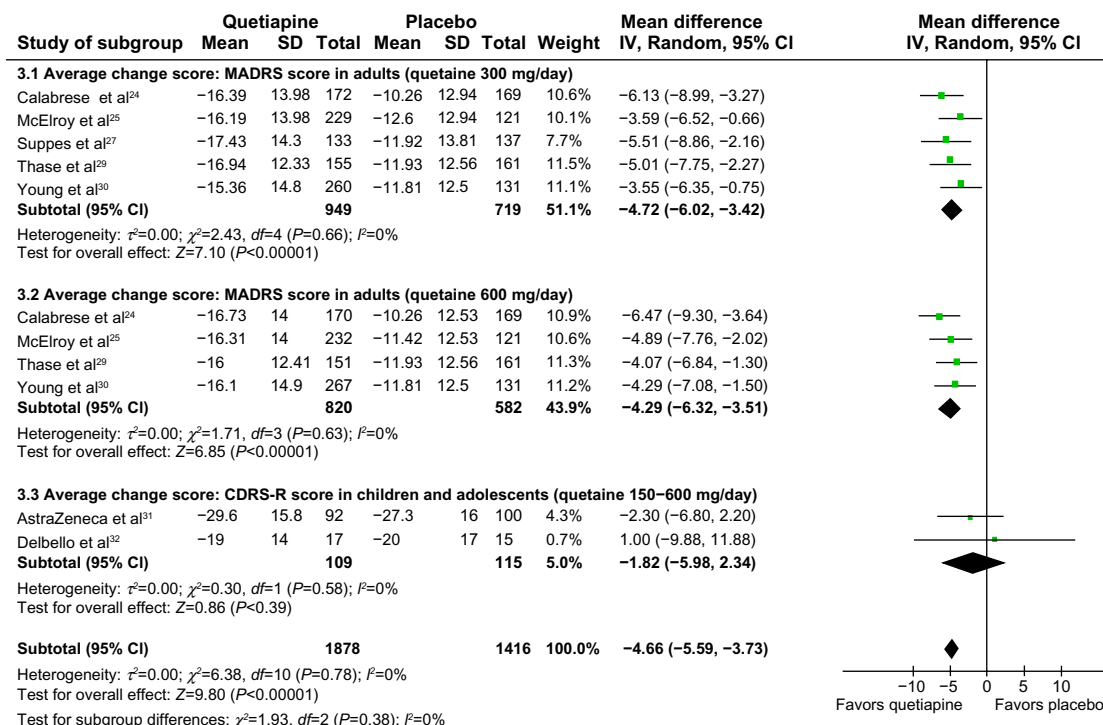 Quetiapine Placebo Mean difference Mean difference
Study of subgroup Mean SD Total Mean SD Total Weight IV, Random, 95% CI IV, Random, 95% CI
3.1 Average change score: MADRS score in adults (quetaine 300 mg/day)
Calabrese et al²⁴ −16.39 13.98 172 −10.26 12.94 169 10.6% −6.13 (−8.99, −3.27)
McElroy et al²⁵ −16.19 13.98 229 −12.6 12.94 121 10.1% −3.59 (−6.52, −0.66)
Suppes et al²⁷ −17.43 14.3 133 −11.92 13.81 137 7.7% −5.51 (−8.86, −2.16)
Thase et al²⁹ −16.94 12.33 155 −11.93 12.56 161 11.5% −5.01 (−7.75, −2.27)
Young et al³⁰ −15.36 14.8 260 −11.81 12.5 131 11.1% −3.55 (−6.35, −0.75)
Subtotal (95% CI) 949 719 51.1% −4.72 (−6.02, −3.42)
Heterogeneity: τ²=0.00; χ²=2.43, df=4 (P=0.66); I²=0%
Test for overall effect: Z=7.10 (P<0.00001)
3.2 Average change score: MADRS score in adults (quetaine 600 mg/day)
Calabrese et al²⁴ −16.73 14 170 −10.26 12.53 169 10.9% −6.47 (−9.30, −3.64)
McElroy et al²⁵ −16.31 14 232 −11.42 12.53 121 10.6% −4.89 (−7.76, −2.02)
Thase et al²⁹ −16 12.41 151 −11.93 12.56 161 11.3% −4.07 (−6.84, −1.30)
Young et al³⁰ −16.1 14.9 267 −11.81 12.5 131 11.2% −4.29 (−7.08, −1.50)
Subtotal (95% CI) 820 582 43.9% −4.29 (−6.32, −3.51)
Heterogeneity: τ²=0.00; χ²=1.71, df=3 (P=0.63); I²=0%
Test for overall effect: Z=6.85 (P<0.00001)
3.3 Average change score: CDRS-R score in children and adolescents (quetaine 150−600 mg/day)
AstraZeneca et al³¹ −29.6 15.8 92 −27.3 16 100 4.3% −2.30 (−6.80, 2.20)
Delbello et al³² −19 14 17 −20 17 15 0.7% 1.00 (−9.88, 11.88)
Subtotal (95% CI) 109 115 5.0% −1.82 (−5.98, 2.34)
Heterogeneity: τ²=0.00; χ²=0.30, df=1 (P=0.58); I²=0%
Test for overall effect: Z=0.86 (P<0.39)
Subtotal (95% CI) 1878 1416 100.0% −4.66 (−5.59, −3.73)
Heterogeneity: τ²=0.00; χ²=6.38, df=10 (P=0.78); I²=0%
Test for overall effect: Z=9.80 (P<0.00001)
Test for subgroup differences: χ²=1.93, df=2 (P=0.38); I²=0%
−10 −5 0 5 10
Favors quetiapine Favors placebo